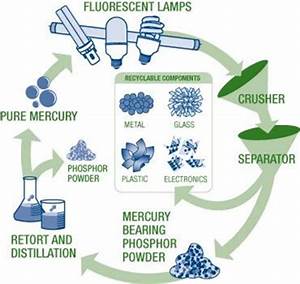 FLUORESCENT LAMPS
RECYCLABLE COMPONENTS
METAL
GLASS
PLASTIC
ELECTRONICS
CRUSHER
SEPARATOR
MERCURY
BEARING
PHOSPHOR
POWDER
RETORT AND
DISTILLATION
PHOSPHOR
POWDER
PURE MERCURY